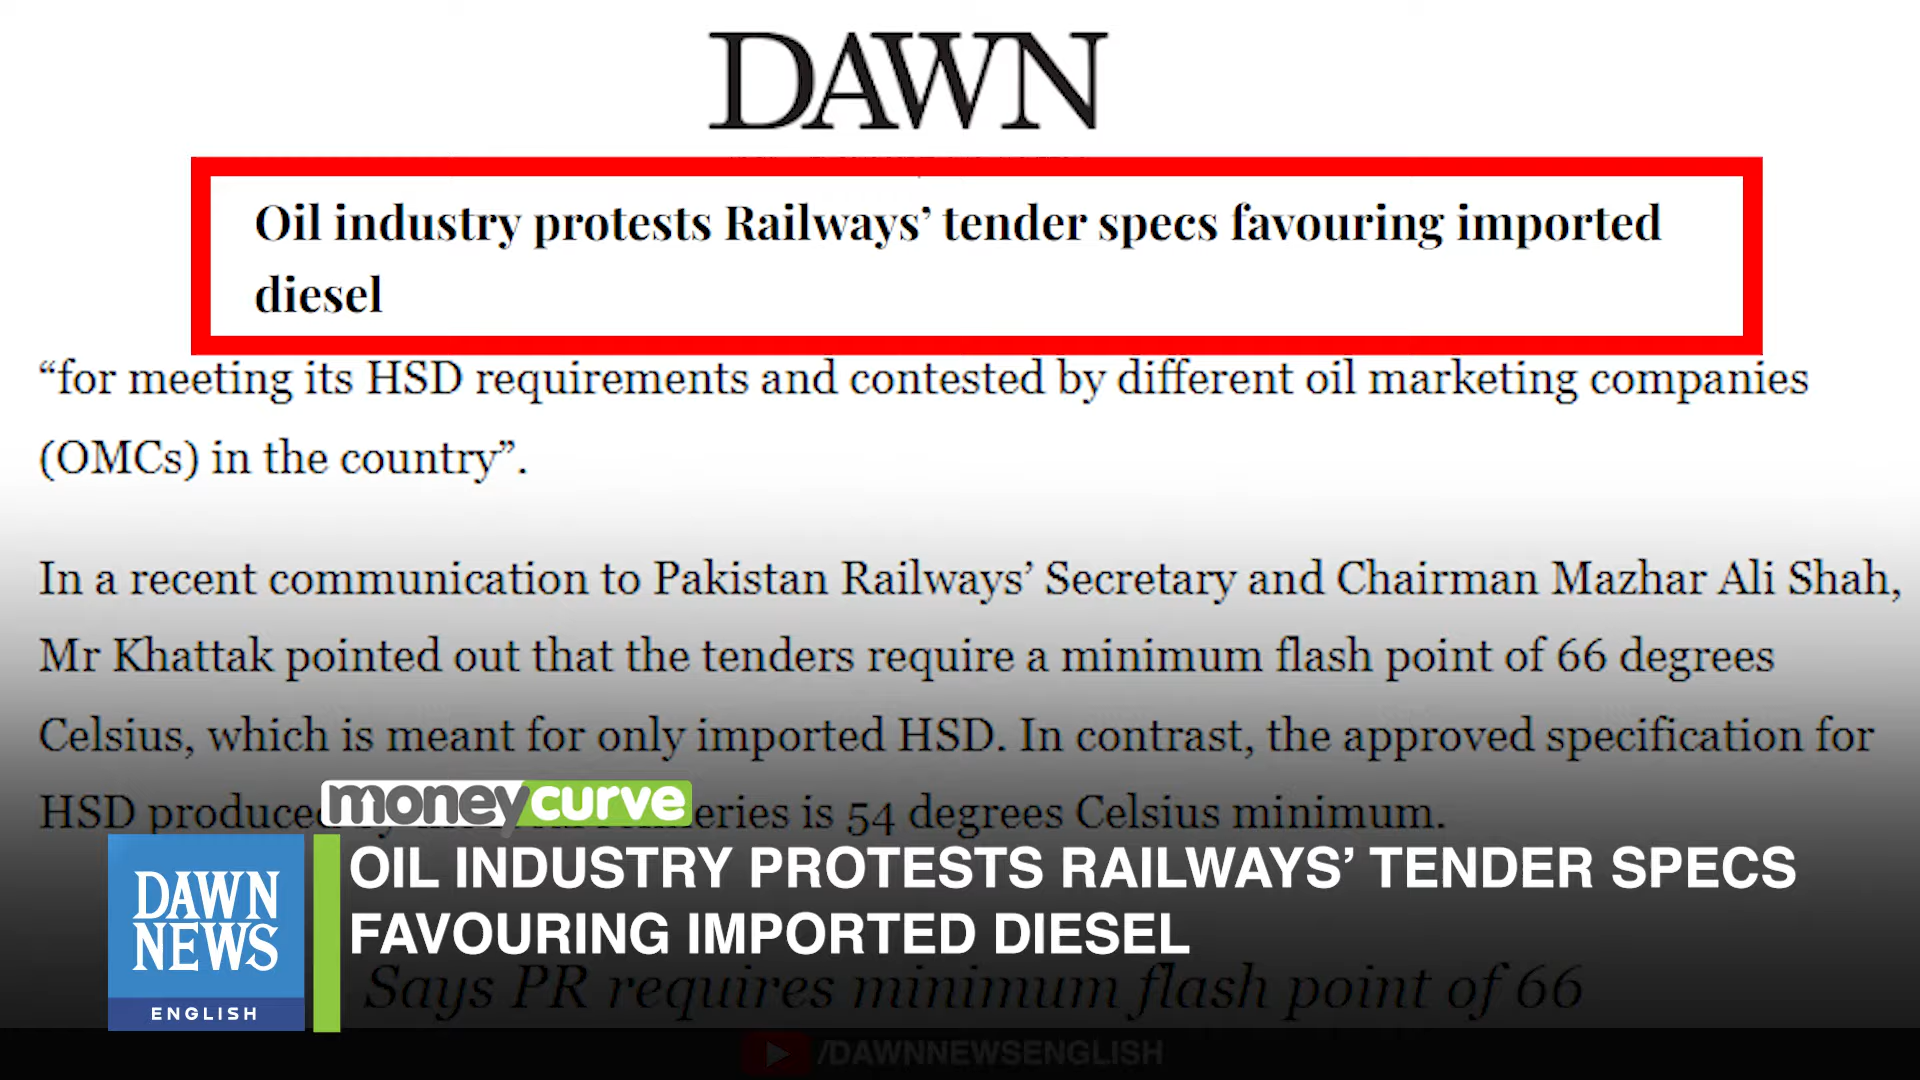 DAWN
Oil industry protests Railways’ tender specs favouring imported
diesel
“for meeting its HSD requirements and contested by different oil marketing companies
(OMCs) in the country”.
In a recent communication to Pakistan Railways’ Secretary and Chairman Mazhar Ali Shah,
Mr Khattak pointed out that the tenders require a minimum flash point of 66 degrees
Celsius, which is meant for only imported HSD. In contrast, the approved specification for
HSD produced is 54 degrees Celsius minimum.
moneycurve
OIL INDUSTRY PROTESTS RAILWAYS’ TENDER SPECS
FAVOURING IMPORTED DIESEL
DAWN
NEWS
ENGLISH
Says PR requires minimum flash point of 66
/DAWNNEWSENGLISH